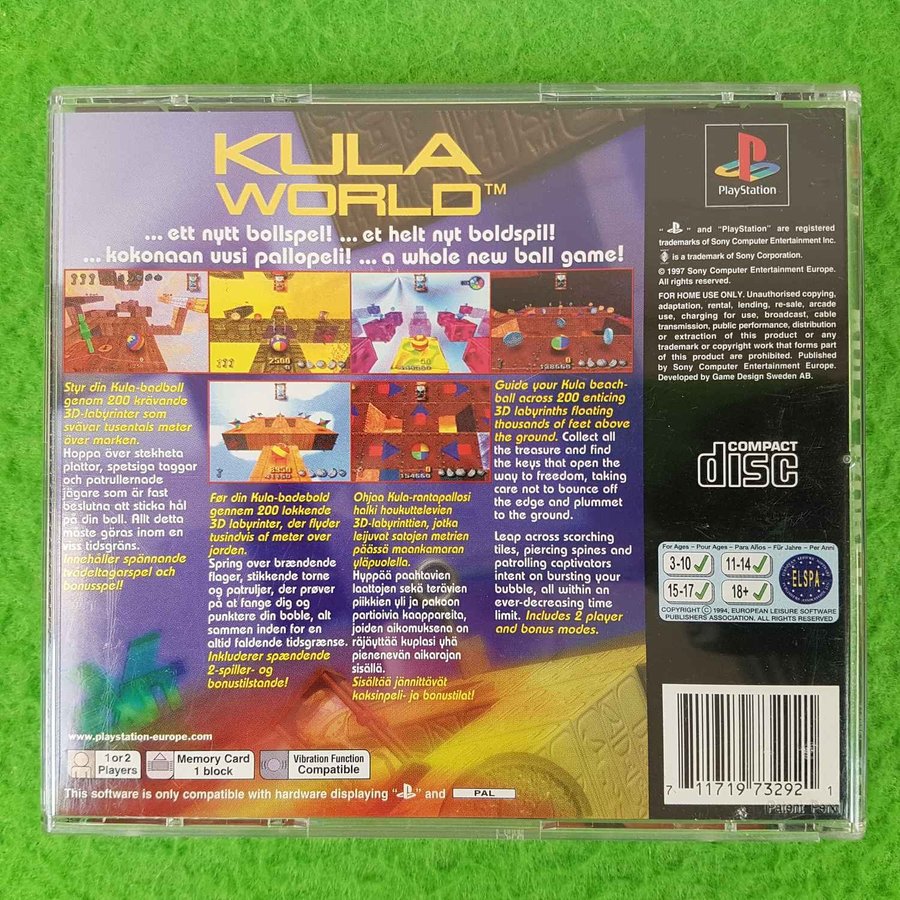 KULA
WORLD™
... ett nytt bollspel! ... et helt nyt boldspil!
... kokonaan uusi pallopeli! ... a whole new ball game!
Styr din Kula-badboll
genom 200 krävande
3D-labyrinter som
svävar tusentals meter
över marken.
Hoppa över stekheta
plattor, spetsiga taggar
och patrullernade
jägare som är fast
beslutna att sticka hål
på din boll. Allt detta
måste göras inom en
viss tidsgräns.
Innehåller spännande
tvådeltagarspel och
bonusspel!
Før din Kula-badebold
gennem 200 lokkende
3D labyrinter, der flyder
tusindvis af meter over
jorden.
Spring over brændende
flager, stikkende torne
og patruljer, der prøver
på at fange dig og
punktere din boble, alt
sammen inden for en
altid faldende tidsgrænse.
Inkluderer spændende
2-spiller- og
bonustilstande!
Ohjaa Kula-rantapallosi
halki houkuttelevien
3D-labyrinttien, jotka
leijuvat satojen metrien
päässä maankamaran
yläpuolella.
Hyppää paahtavien
laattojen sekä terävien
piikkien yli ja pakoon
partioivia kaappareita,
joiden aikomuksena on
räjäyttää kuplasi yhä
pienenevän aikarajan
sisällä.
Sisältää jännittävät
kaksinpeli- ja bonustilat!
Guide your Kula beach-
ball across 200 enticing
3D labyrinths floating
thousands of feet above
the ground. Collect all
the treasure and find
the keys that open the
way to freedom, taking
care not to bounce off
the edge and plummet
to the ground.
Leap across scorching
tiles, piercing spines and
patrolling captivators
intent on bursting your
bubble, all within an
ever-decreasing time
limit. Includes 2 player
and bonus modes.
www.playstation-europe.com
1 or 2
Players
Memory Card
1 block
Vibration Function
Compatible
This software is only compatible with hardware displaying " " and PAL
PlayStation
" " and "PlayStation" are registered
trademarks of Sony Computer Entertainment Inc.
is a trademark of Sony Corporation.
© 1997 Sony Computer Entertainment Europe.
All rights reserved.
FOR HOME USE ONLY. Unauthorised copying,
adaptation, rental, lending, re-sale, arcade
use, charging for use, broadcast, cable
transmission, public performance, distribution
or extraction of this product or any
trademark or copyright work that forms part
of this product are prohibited. Published
by Sony Computer Entertainment Europe.
Developed by Game Design Sweden AB.
COMPACT
disc
For Ages - Pour Ages - Para Años - Für Jahre - Per Anni
3-10 11-14
15-17 18+
ELSPA
COPYRIGHT © 1994, EUROPEAN LEISURE SOFTWARE
PUBLISHERS ASSOCIATION. ALL RIGHTS RESERVED
7 11719 73292 1